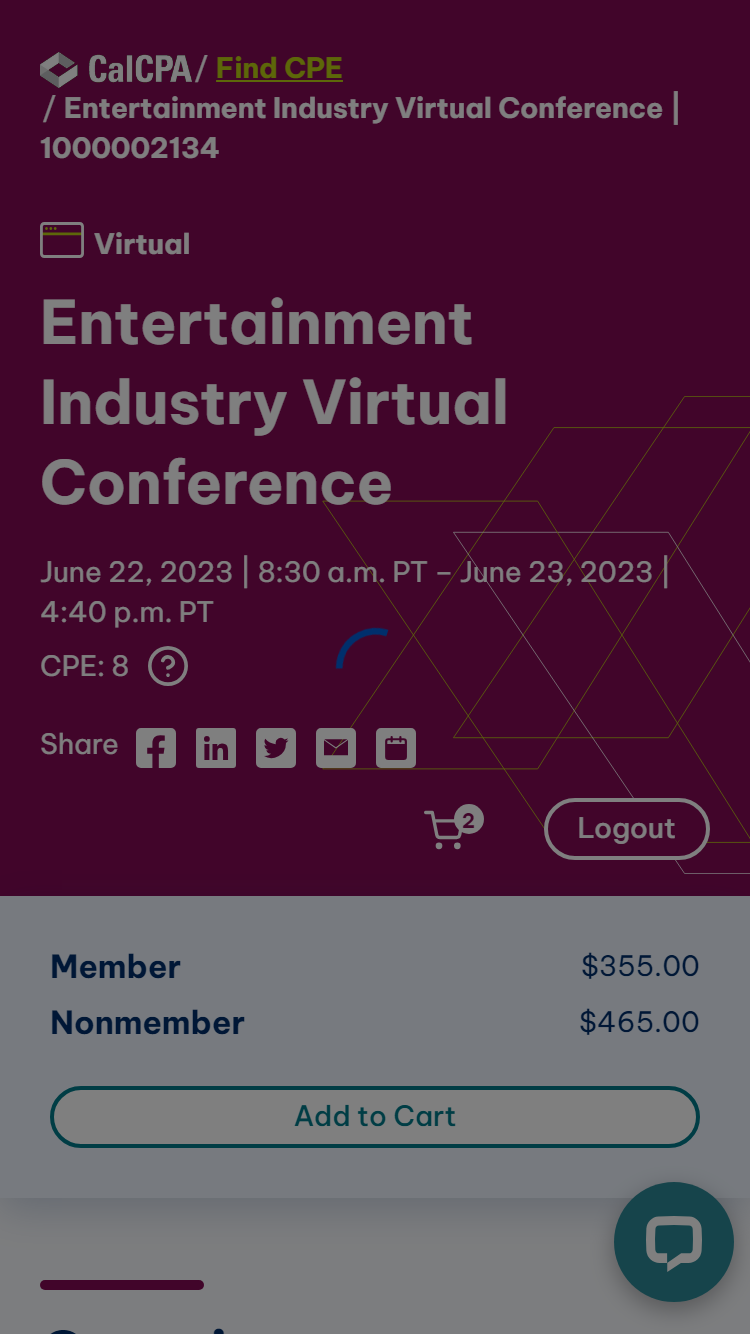 CalCPA / Find CPE
/ Entertainment Industry Virtual Conference |
1000002134
Virtual
Entertainment
Industry Virtual
Conference
June 22, 2023 | 8:30 a.m. PT – June 23, 2023 |
4:40 p.m. PT
CPE: 8 ?
Share
2
Logout
Member $355.00
Nonmember $465.00
Add to Cart